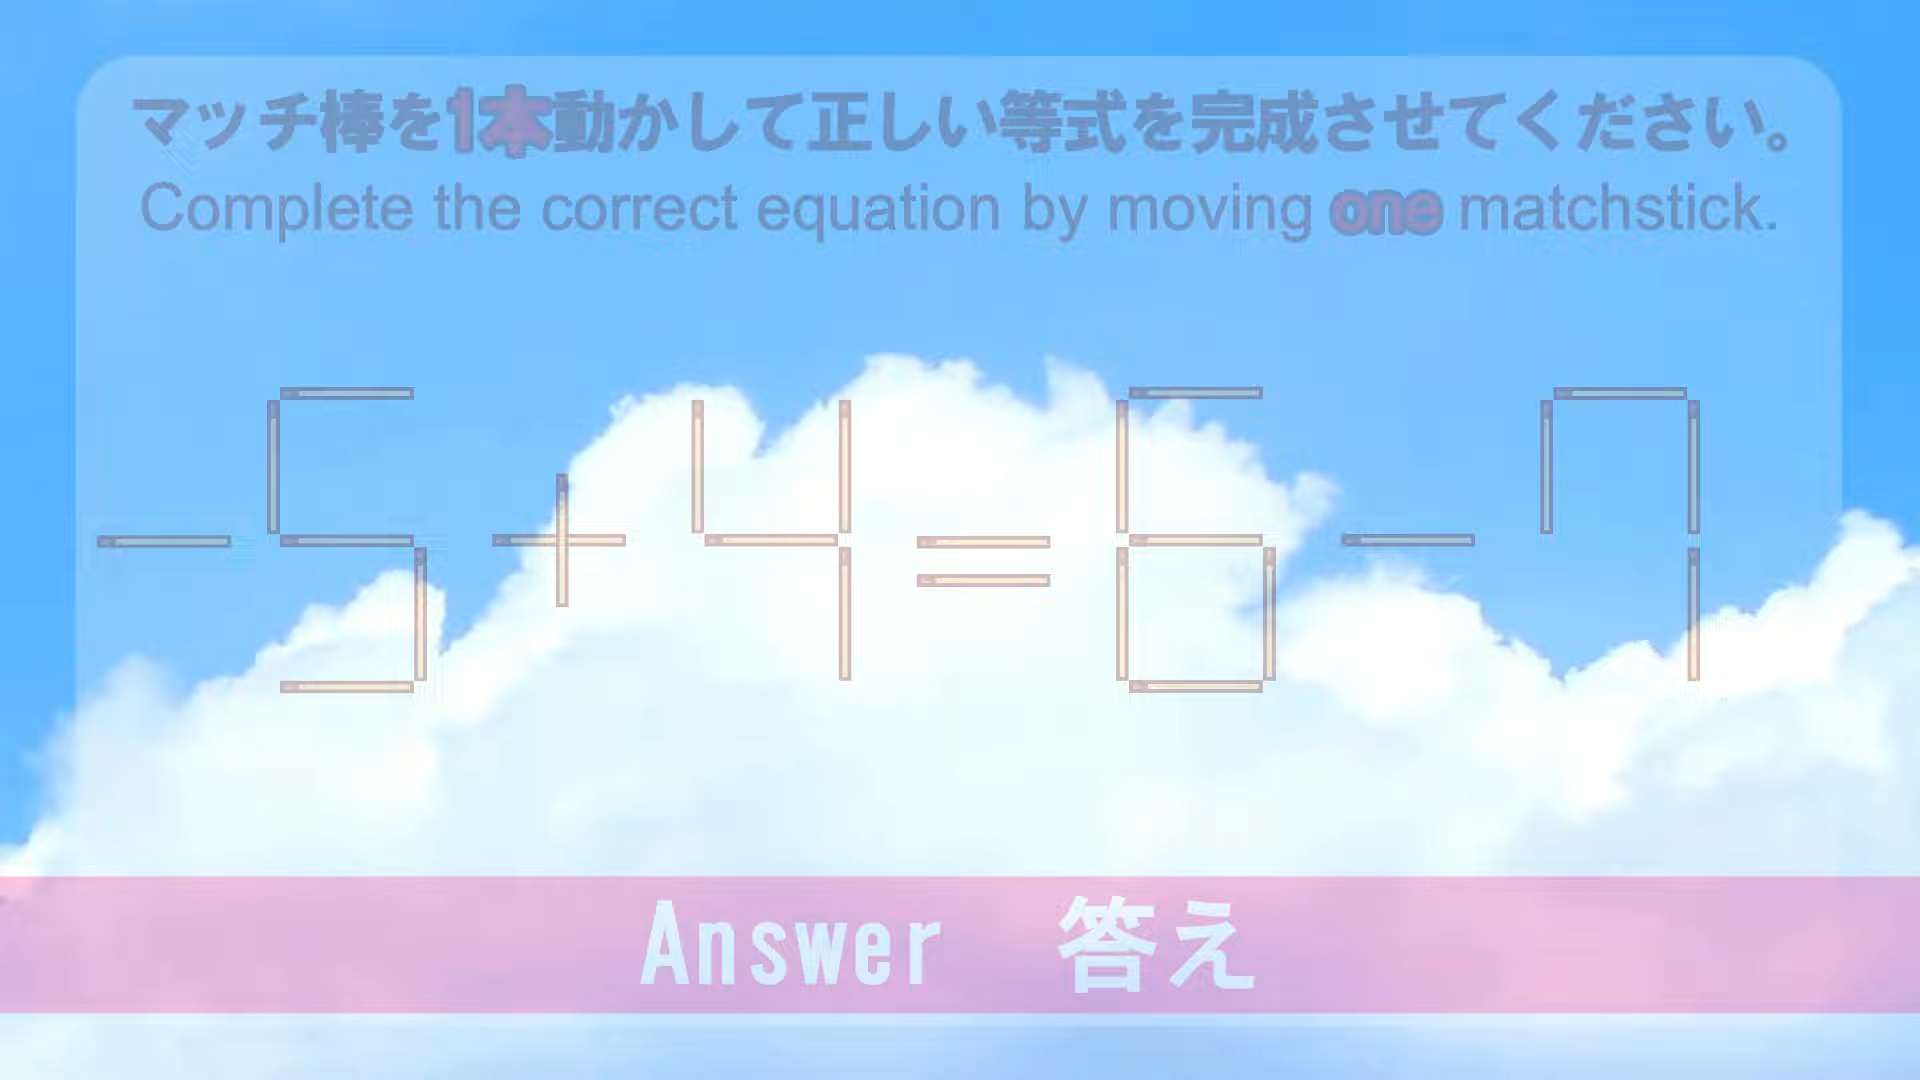 マッチ棒を1本動かして正しい等式を完成させてください。
Complete the correct equation by moving one matchstick.
-5+4=6-7
Answer 答え